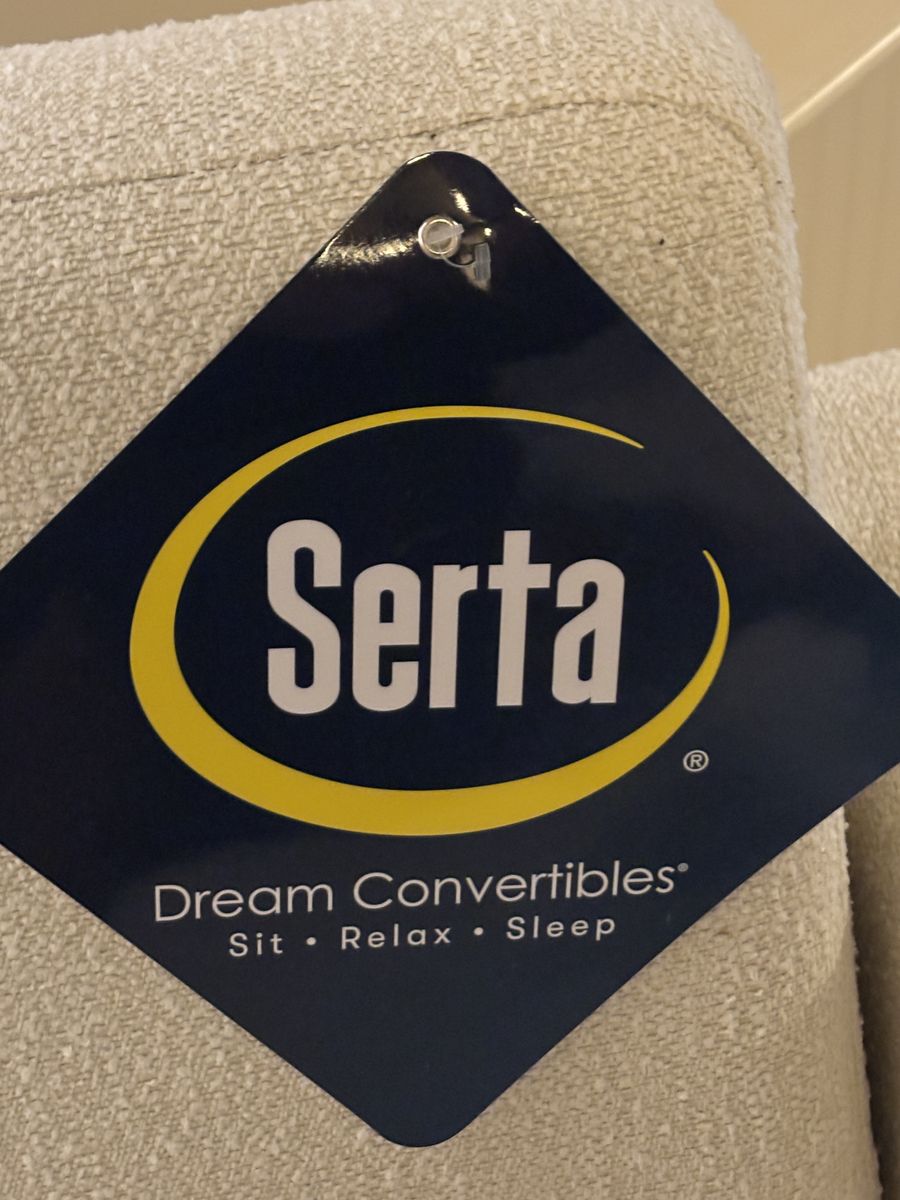 Serta
®
Dream Convertibles®
Sit • Relax • Sleep